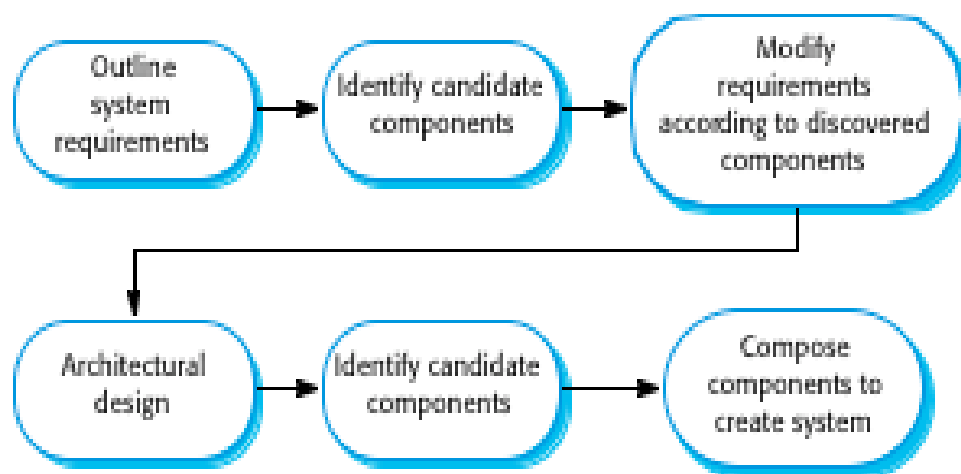 Outline
system
requirements
Identify candidate
components
Modify
requirements
according to discovered
components
Architectural
design
Identify candidate
components
Compose
components to
create system